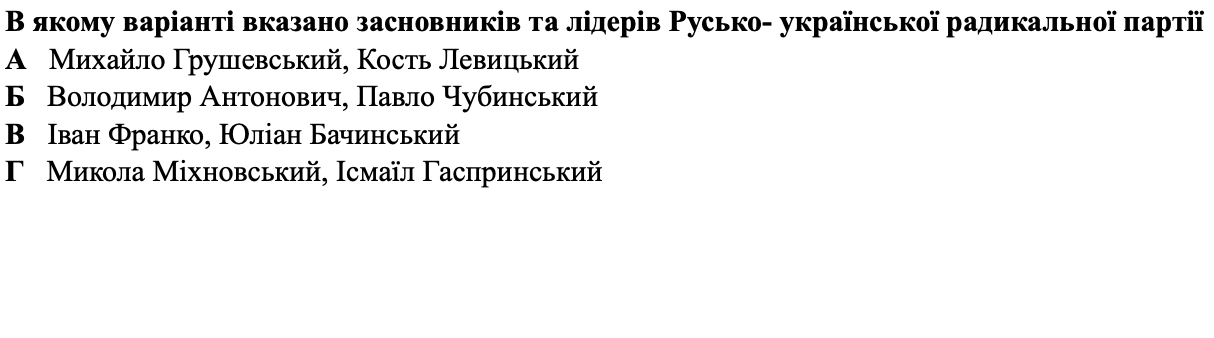 В якому варіанті вказано засновників та лідерів Русько- української радикальної партії
А Михайло Грушевський, Кость Левицький
Б Володимир Антонович, Павло Чубинський
В Іван Франко, Юліан Бачинський
Г Микола Міхновський, Ісмаїл Гаспринський